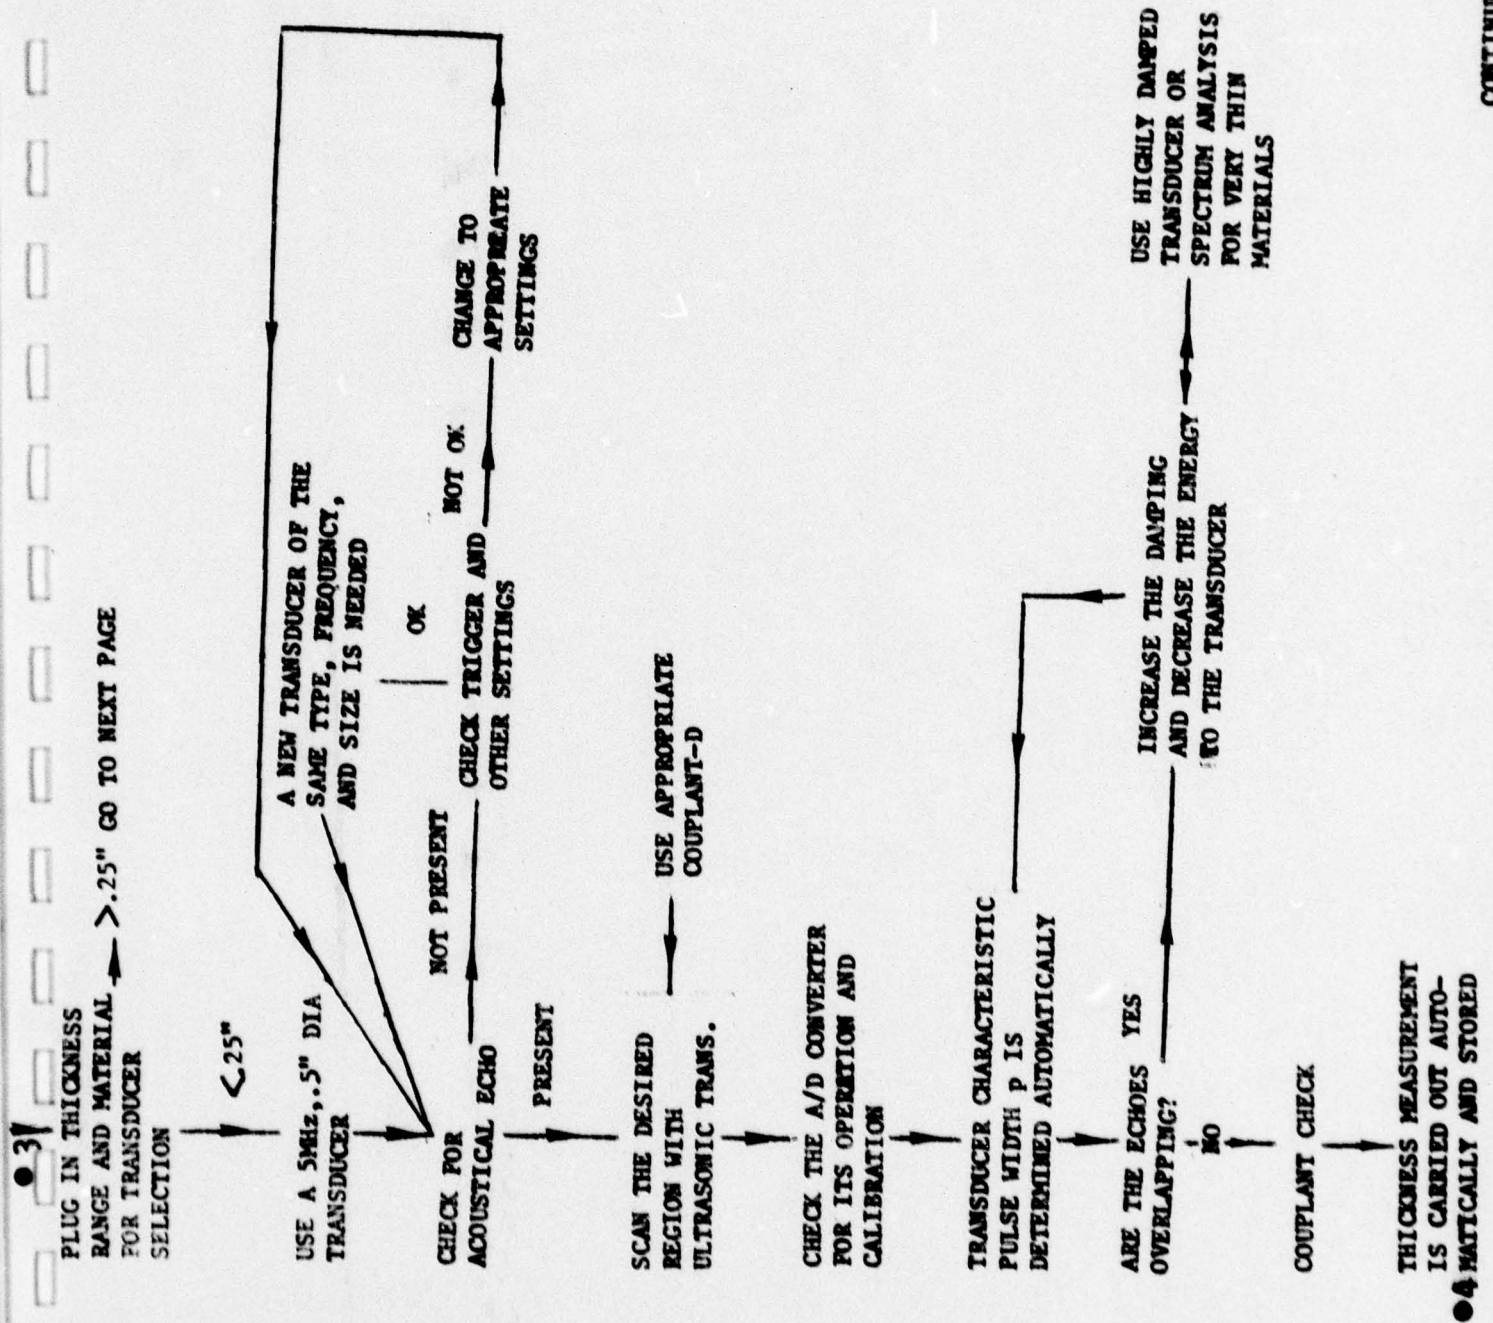 ●3
PLUG IN THICKNESS
RANGE AND MATERIAL
FOR TRANSDUCER
SELECTION
>.25" GO TO NEXT PAGE
<.25"
USE A 5MHz,.5" DIA
TRANSDUCER
A NEW TRANSDUCER OF THE
SAME TYPE, FREQUENCY,
AND SIZE IS NEEDED
OK
CHECK FOR
ACOUSTICAL ECHO
NOT PRESENT
CHECK TRIGGER AND
OTHER SETTINGS
NOT OK
CHANGE TO
APPROPREATE
SETTINGS
PRESENT
SCAN THE DESIRED
REGION WITH
ULTRASONIC TRANS.
USE APPROPRIATE
COUPLANT-D
CHECK THE A/D CONVERTER
FOR ITS OPERATION AND
CALIBRATION
TRANSDUCER CHARACTERISTIC
PULSE WIDTH p IS
DETERMINED AUTOMATICALLY
ARE THE ECHOES
OVERLAPPING?
YES
INCREASE THE DAMPING
AND DECREASE THE ENERGY
TO THE TRANSDUCER
USE HIGHLY DAMPED
TRANSDUCER OR
SPECTRUM ANALYSIS
FOR VERY THIN
MATERIALS
NO
COUPLANT CHECK
THICKNESS MEASUREMENT
IS CARRIED OUT AUTO-
MATICALLY AND STORED
●4